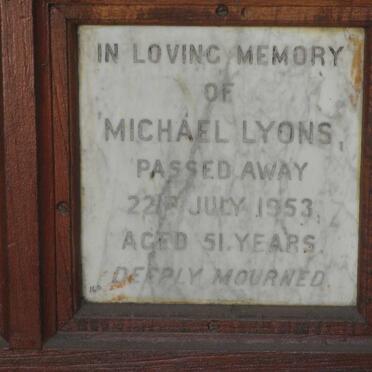 IN LOVING MEMORY
OF
MICHAEL LYONS,
PASSED AWAY
22ND JULY 1953,
AGED 51.YEARS
DEEPLY MOURNED